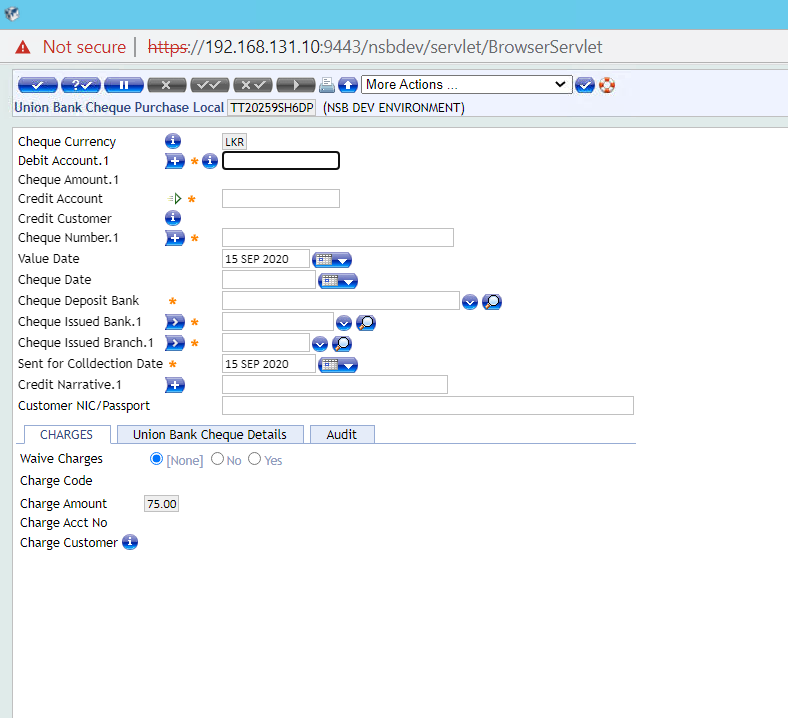 Not secure | https://192.168.131.10:9443/nsbdev/servlet/BrowserServlet
More Actions ...
Union Bank Cheque Purchase Local TT20259SH6DP (NSB DEV ENVIRONMENT)
Cheque Currency LKR
Debit Account.1
Cheque Amount.1
Credit Account
Credit Customer
Cheque Number.1
Value Date 15 SEP 2020
Cheque Date
Cheque Deposit Bank
Cheque Issued Bank.1
Cheque Issued Branch.1
Sent for Colldection Date 15 SEP 2020
Credit Narrative.1
Customer NIC/Passport
CHARGES Union Bank Cheque Details Audit
Waive Charges [None] No Yes
Charge Code
Charge Amount 75.00
Charge Acct No
Charge Customer